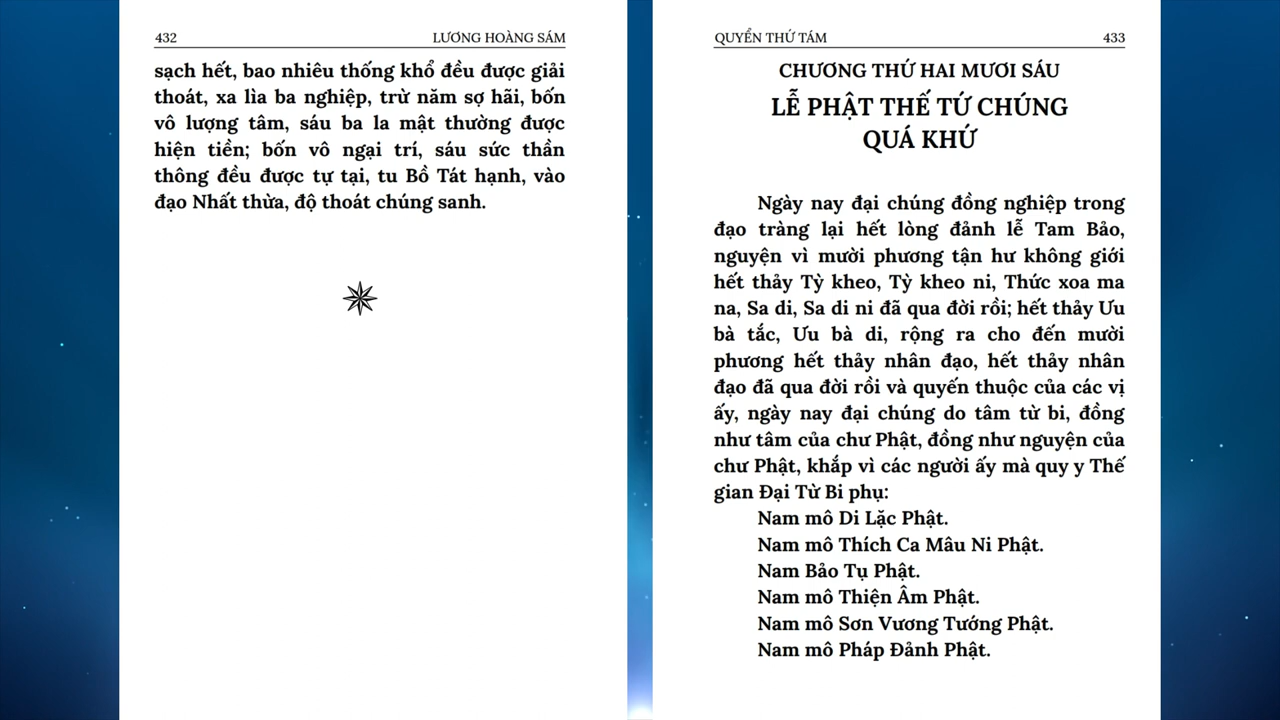 432 LƯƠNG HOÀNG SÁM
sạch hết, bao nhiêu thống khổ đều được giải
thoát, xa lìa ba nghiệp, trừ năm sợ hãi, bốn
vô lượng tâm, sáu ba la mật thường được
hiện tiền; bốn vô ngại trí, sáu sức thần
thông đều được tự tại, tu Bồ Tát hạnh, vào
đạo Nhất thừa, độ thoát chúng sanh.
QUYỂN THỨ TÁM 433
CHƯƠNG THỨ HAI MƯƠI SÁU
LỄ PHẬT THẾ TỨ CHÚNG
QUÁ KHỨ
Ngày nay đại chúng đồng nghiệp trong
đạo tràng lại hết lòng đảnh lễ Tam Bảo,
nguyện vì mười phương tận hư không giới
hết thảy Tỳ kheo, Tỳ kheo ni, Thức xoa ma
na, Sa di, Sa di ni đã qua đời rồi; hết thảy Ưu
bà tắc, Ưu bà di, rộng ra cho đến mười
phương hết thảy nhân đạo, hết thảy nhân
đạo đã qua đời rồi và quyến thuộc của các vị
ấy, ngày nay đại chúng do tâm từ bi, đồng
như tâm của chư Phật, đồng như nguyện của
chư Phật, khắp vì các người ấy mà quy y Thế
gian Đại Từ Bi phụ:
Nam mô Di Lặc Phật.
Nam mô Thích Ca Mâu Ni Phật.
Nam Bảo Tụ Phật.
Nam mô Thiện Âm Phật.
Nam mô Sơn Vương Tướng Phật.
Nam mô Pháp Đảnh Phật.